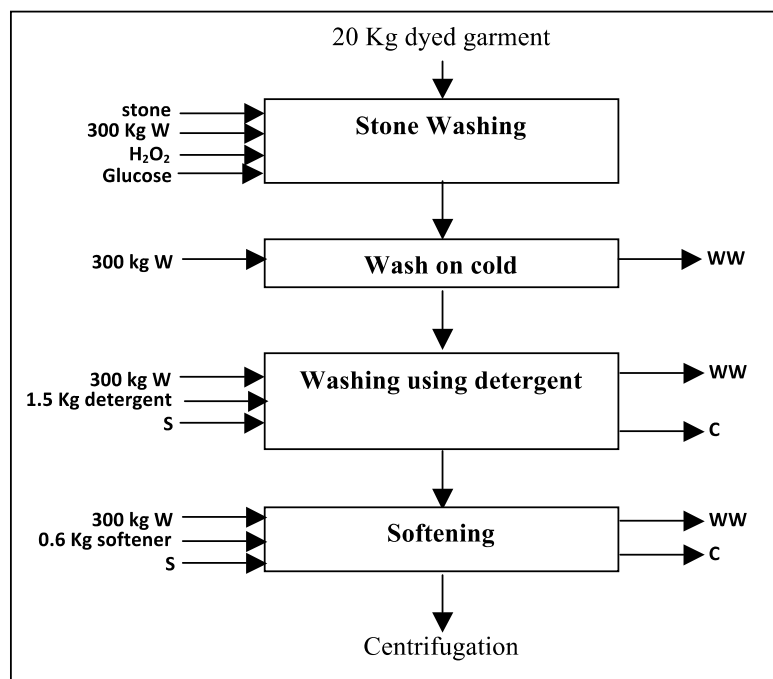 20 Kg dyed garment
stone
300 Kg W
H₂O₂
Glucose
Stone Washing
300 kg W
Wash on cold
WW
300 kg W
1.5 Kg detergent
S
Washing using detergent
WW
C
300 kg W
0.6 Kg softener
S
Softening
WW
C
Centrifugation